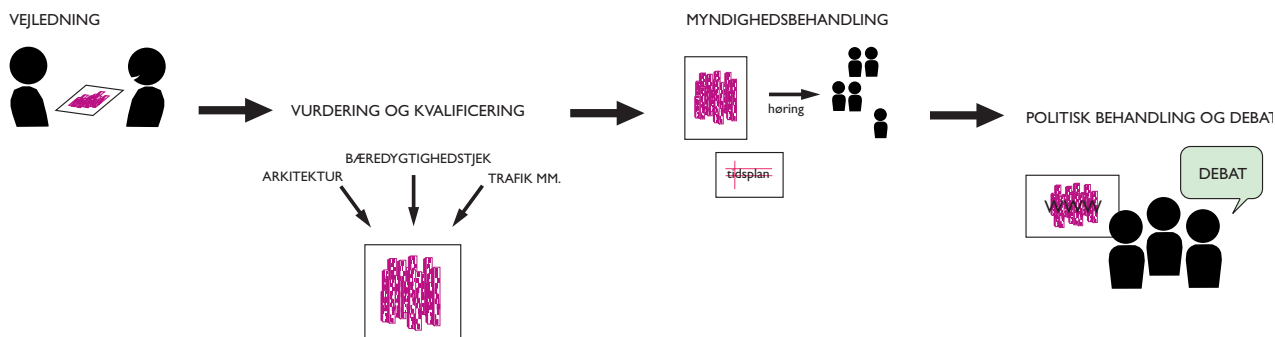 VEJLEDNING
VURDERING OG KVALIFICERING
BÆREDYGTIGHEDSTJEK
ARKITEKTUR
TRAFIK MM.
MYNDIGHEDSBEHANDLING
høring
tidsplan
POLITISK BEHANDLING OG DEBAT
DEBAT
WWW